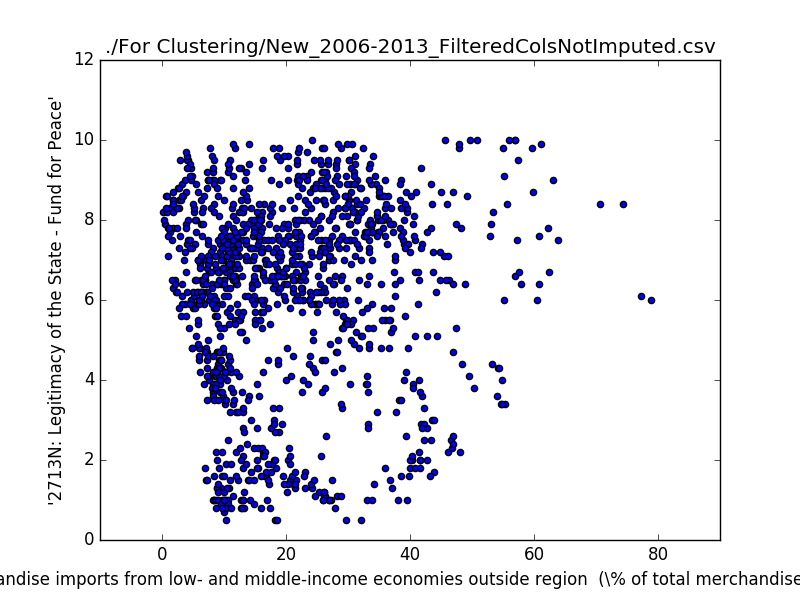 ./For Clustering/New_2006-2013_FilteredColsNotImputed.csv
12
10
8
6
4
2
0
'2713N: Legitimacy of the State - Fund for Peace'
0 20 40 60 80
andise imports from low- and middle-income economies outside region (\% of total merchandise